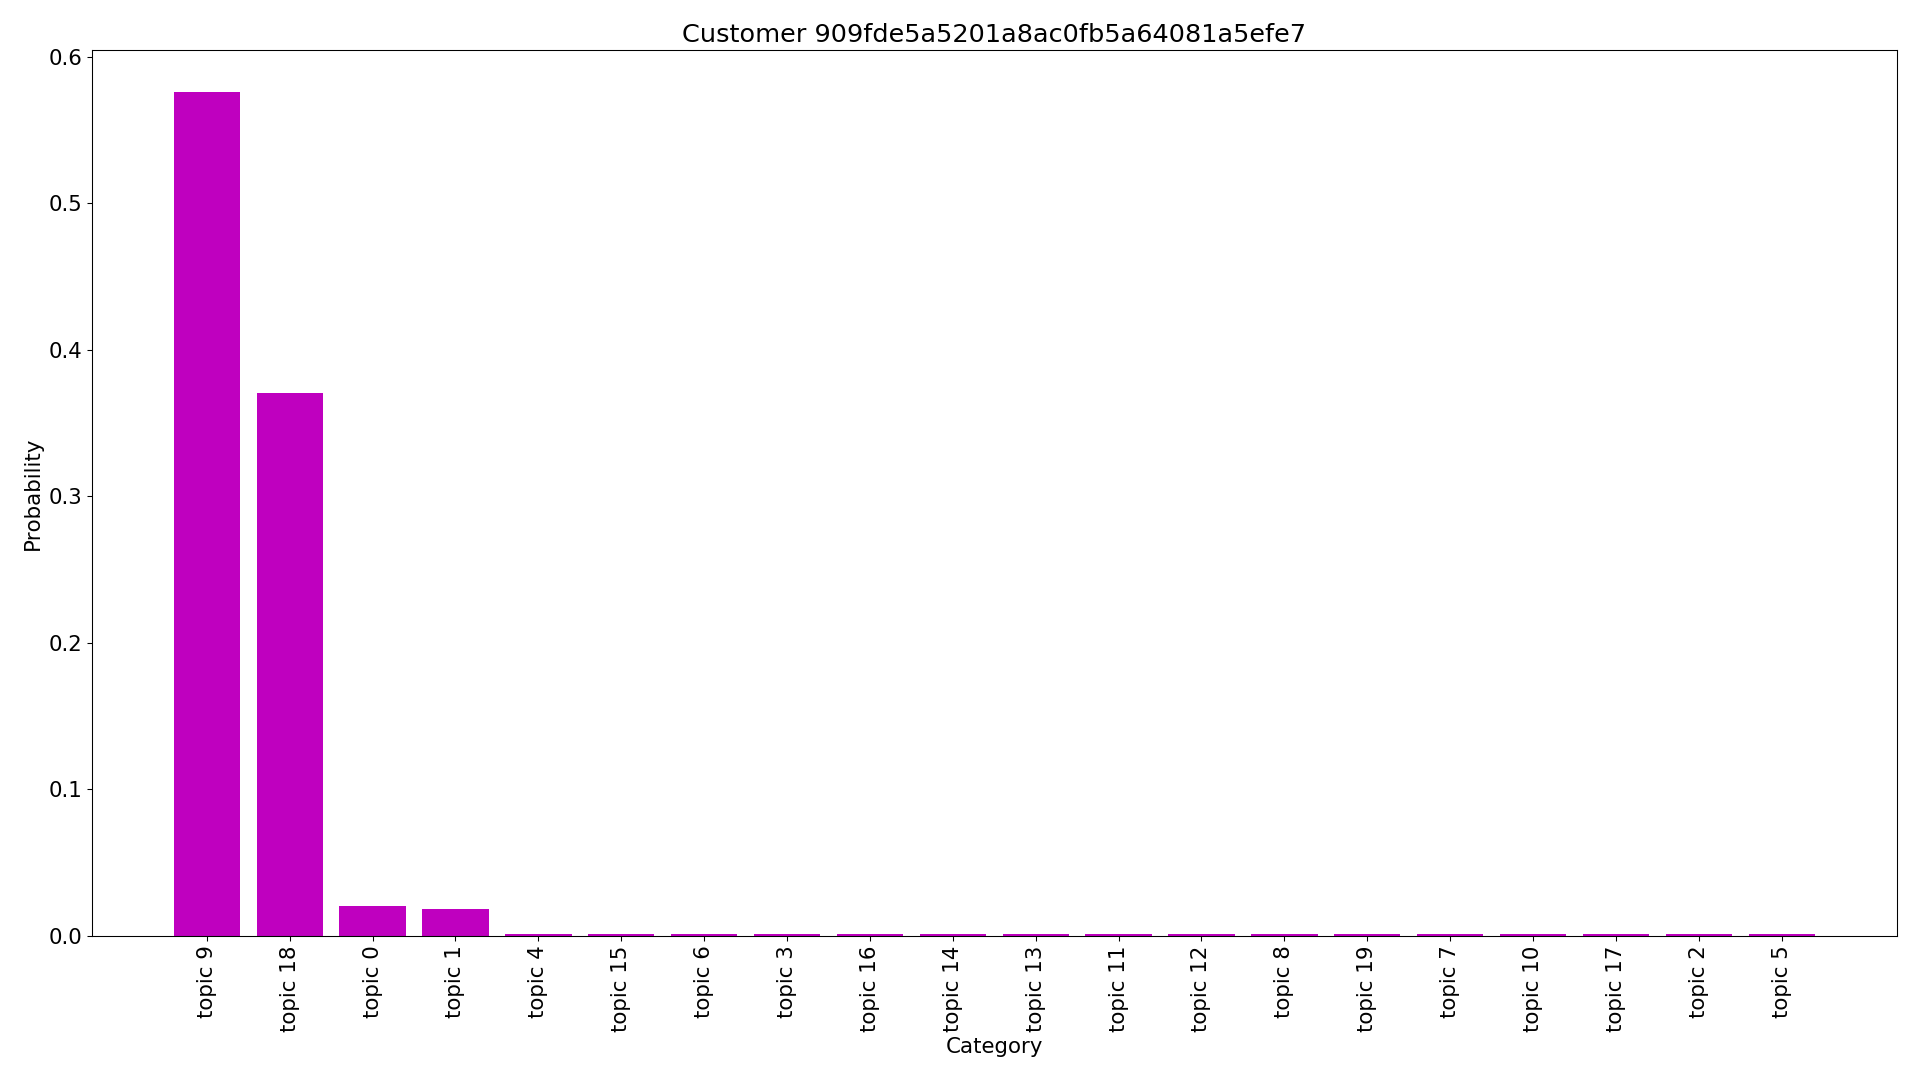 Customer 909fde5a5201a8ac0fb5a64081a5efe7
0.6
0.5
0.4
0.3
0.2
0.1
0.0
Probability
topic 9
topic 18
topic 0
topic 1
topic 4
topic 15
topic 6
topic 3
topic 16
topic 14
topic 13
topic 11
topic 12
topic 8
topic 19
topic 7
topic 10
topic 17
topic 2
topic 5
Category